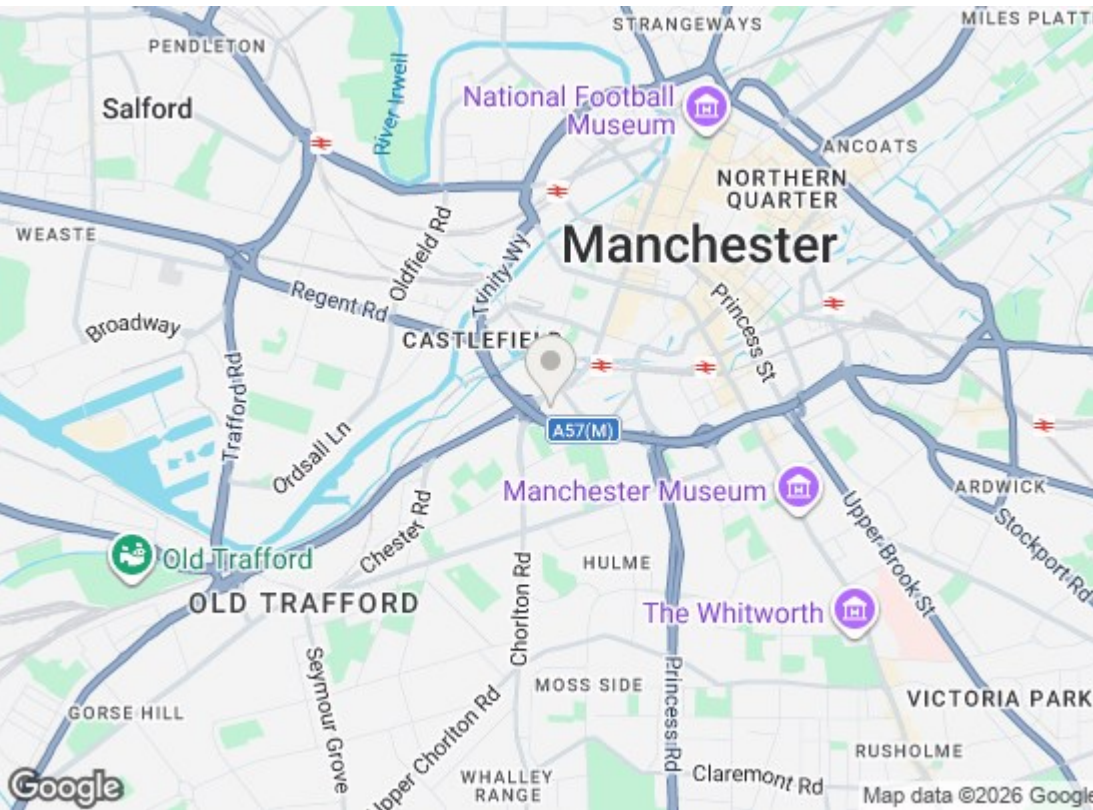 STRANGEWAYS
MILES PLATT
PENDLETON
Salford
River Irwell
National Football
Museum
ANCOATS
NORTHERN
QUARTER
WEASTE
Oldfield Rd
Trinity Wy
Manchester
Regent Rd
Princess St
Broadway
CASTLEFIELD
Trafford Rd
A57(M)
Ordsall Ln
Manchester Museum
ARDWICK
Chester Rd
Upper Brook St
Stockport Rd
Old Trafford
Chorlton Rd
HULME
OLD TRAFFORD
The Whitworth
Seymour Grove
MOSS SIDE
Princess Rd
VICTORIA PARK
GORSE HILL
Upper Chorlton Rd
RUSHOLME
WHALLEY
RANGE
Claremont Rd
Google
Map data ©2026 Google